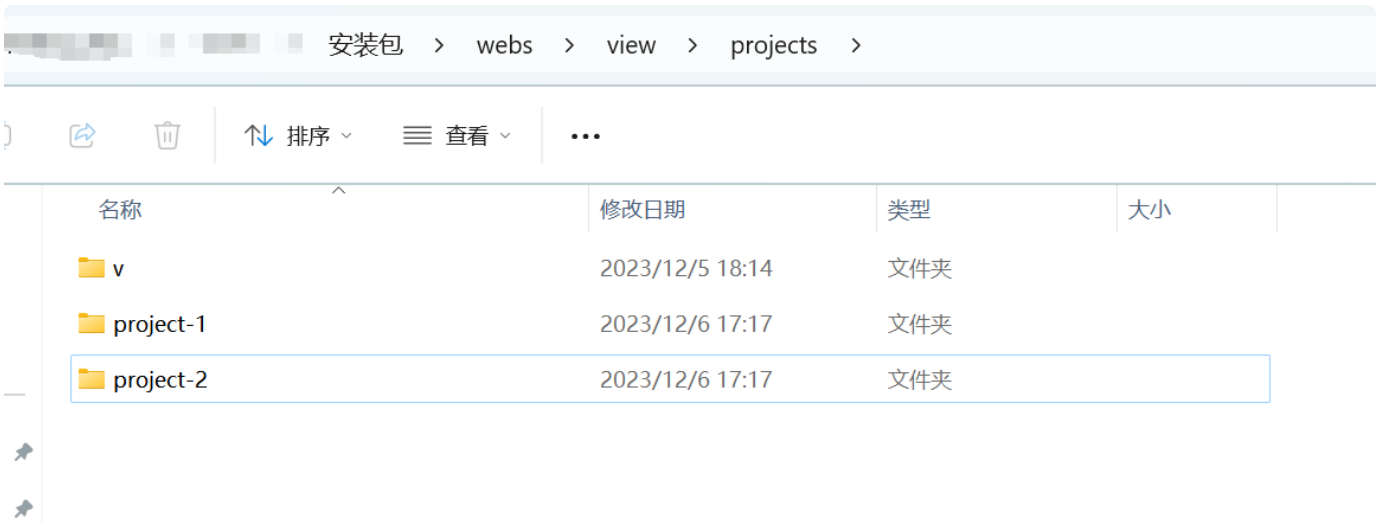 安装包 > webs > view > projects >
排序 查看 •••
名称 修改日期 类型 大小
v 2023/12/5 18:14 文件夹
project-1 2023/12/6 17:17 文件夹
project-2 2023/12/6 17:17 文件夹